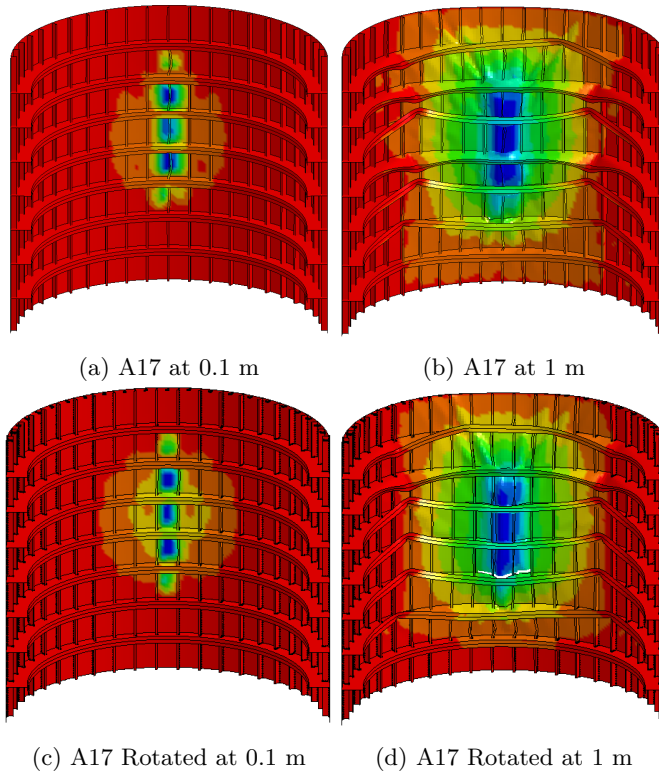 (a) A17 at 0.1 m
(b) A17 at 1 m
(c) A17 Rotated at 0.1 m
(d) A17 Rotated at 1 m